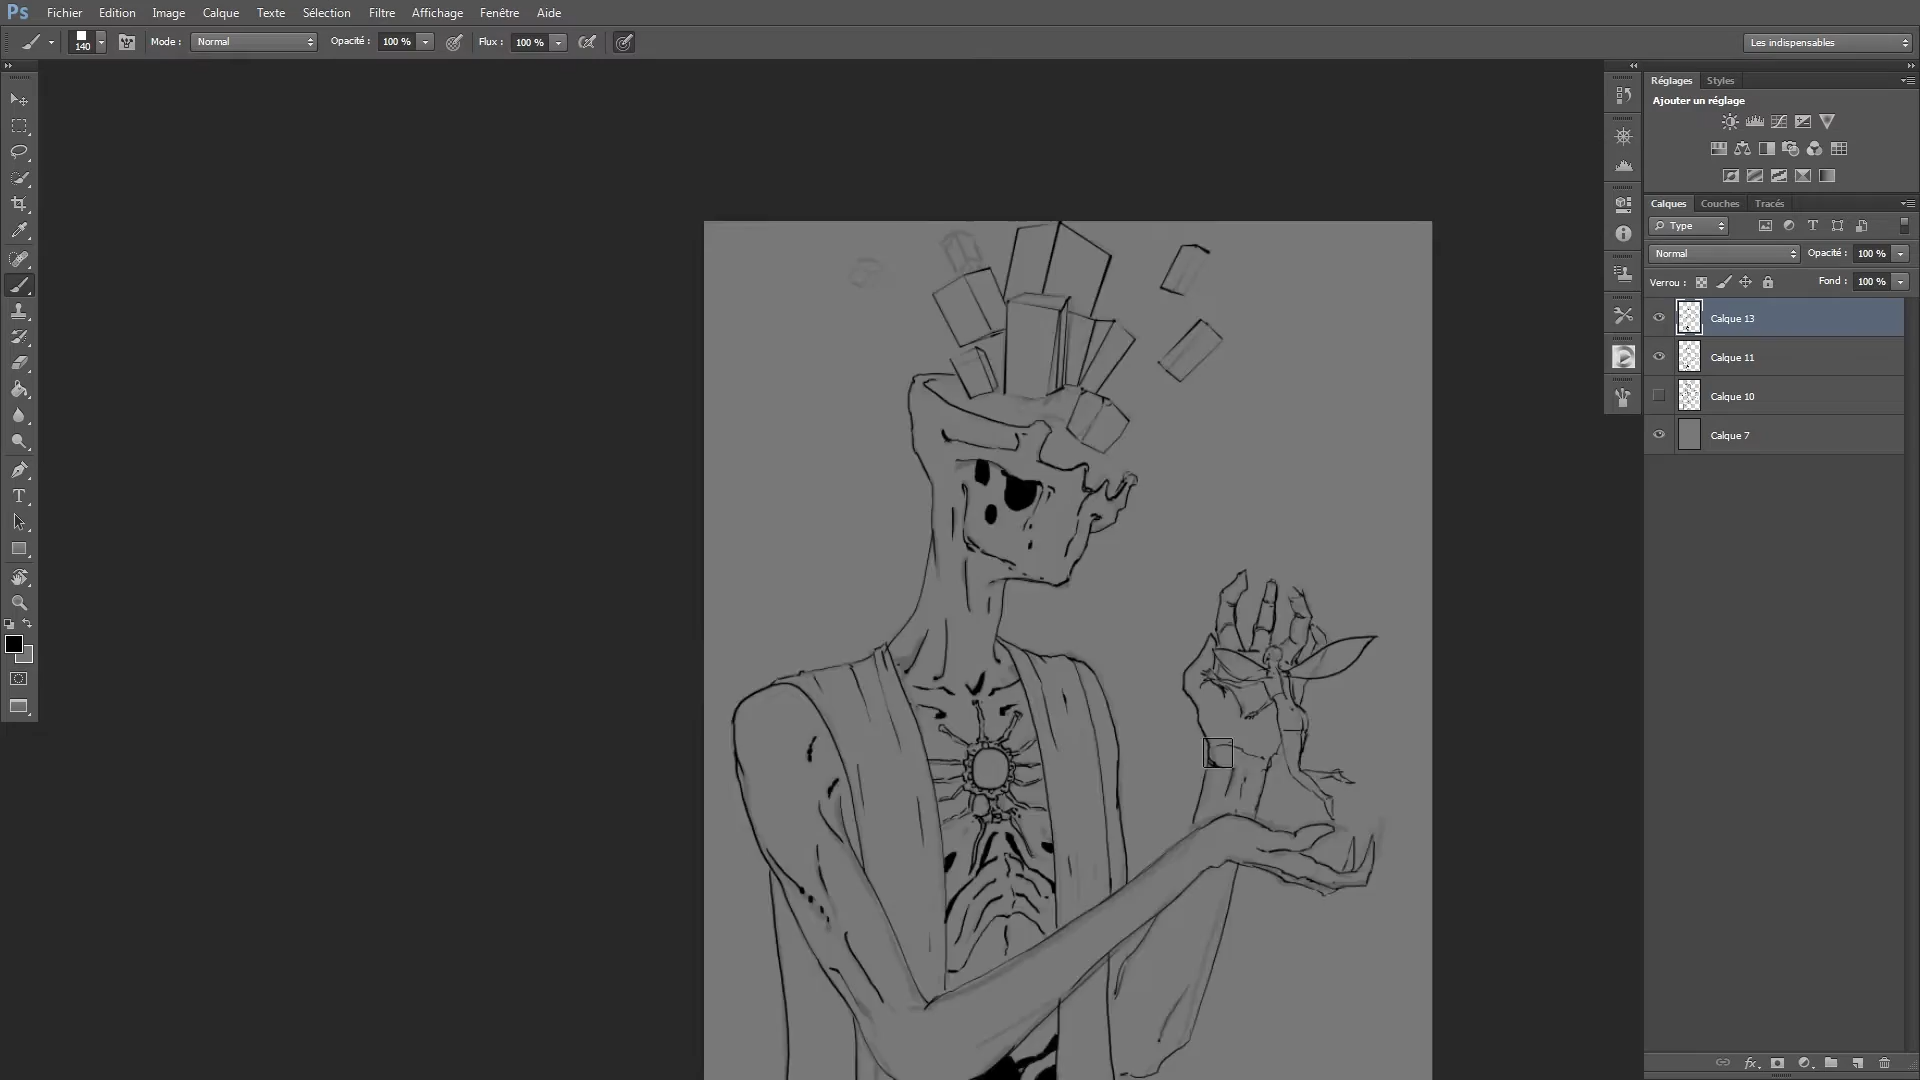 Ps Fichier Edition Image Calque Texte Sélection Filtre Affichage Fenêtre Aide
140 Mode : Normal Opacité : 100 % Flux : 100 % Les indispensables
Réglages Styles
Ajouter un réglage
Calques Couches Tracés
Type
Normal Opacité : 100 %
Verrou : Fond : 100 %
Calque 13
Calque 11
Calque 10
Calque 7